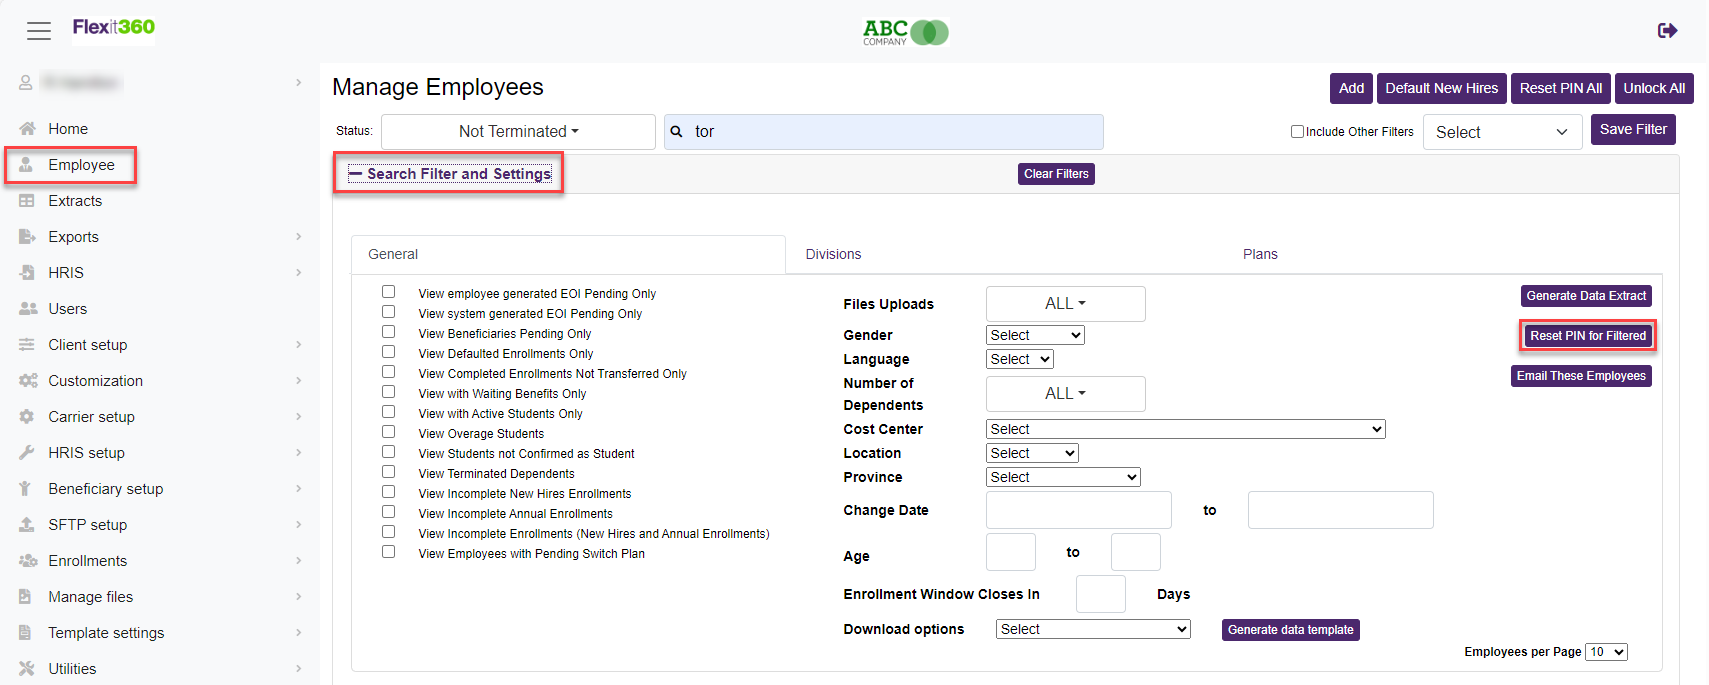 Flexit360
ABC
COMPANY
Home
Employee
Extracts
Exports
HRIS
Users
Client setup
Customization
Carrier setup
HRIS setup
Beneficiary setup
SFTP setup
Enrollments
Manage files
Template settings
Utilities
Manage Employees
Add Default New Hires Reset PIN All Unlock All
Status: Not Terminated tor Include Other Filters Select Save Filter
Search Filter and Settings Clear Filters
General Divisions Plans
View employee generated EOI Pending Only
View system generated EOI Pending Only
View Beneficiaries Pending Only
View Defaulted Enrollments Only
View Completed Enrollments Not Transferred Only
View with Waiting Benefits Only
View with Active Students Only
View Overage Students
View Students not Confirmed as Student
View Terminated Dependents
View Incomplete New Hires Enrollments
View Incomplete Annual Enrollments
View Incomplete Enrollments (New Hires and Annual Enrollments)
View Employees with Pending Switch Plan
Files Uploads ALL
Gender Select
Language Select
Number of
Dependents ALL
Cost Center Select
Location Select
Province Select
Change Date to
Age to
Enrollment Window Closes In Days
Download options Select Generate data template
Generate Data Extract
Reset PIN for Filtered
Email These Employees
Employees per Page 10